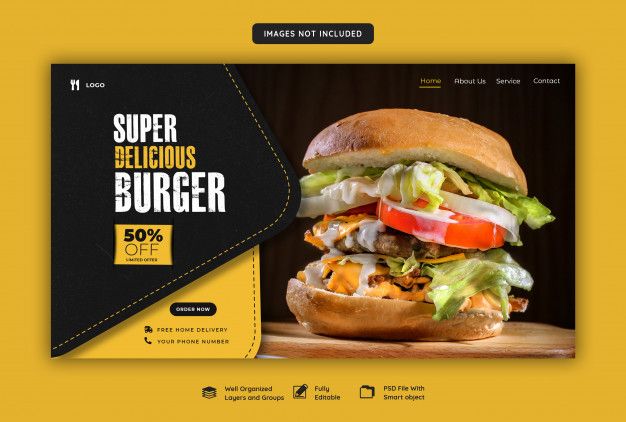 IMAGES NOT INCLUDED
LOGO
Home About Us Service Contact
SUPER
DELICIOUS
BURGER
50%
OFF
LIMITED OFFER
ORDER NOW
FREE HOME DELIVERY
YOUR PHONE NUMBER
Well Organized
Layers and Groups
Fully
Editable
PSD File With
Smart object